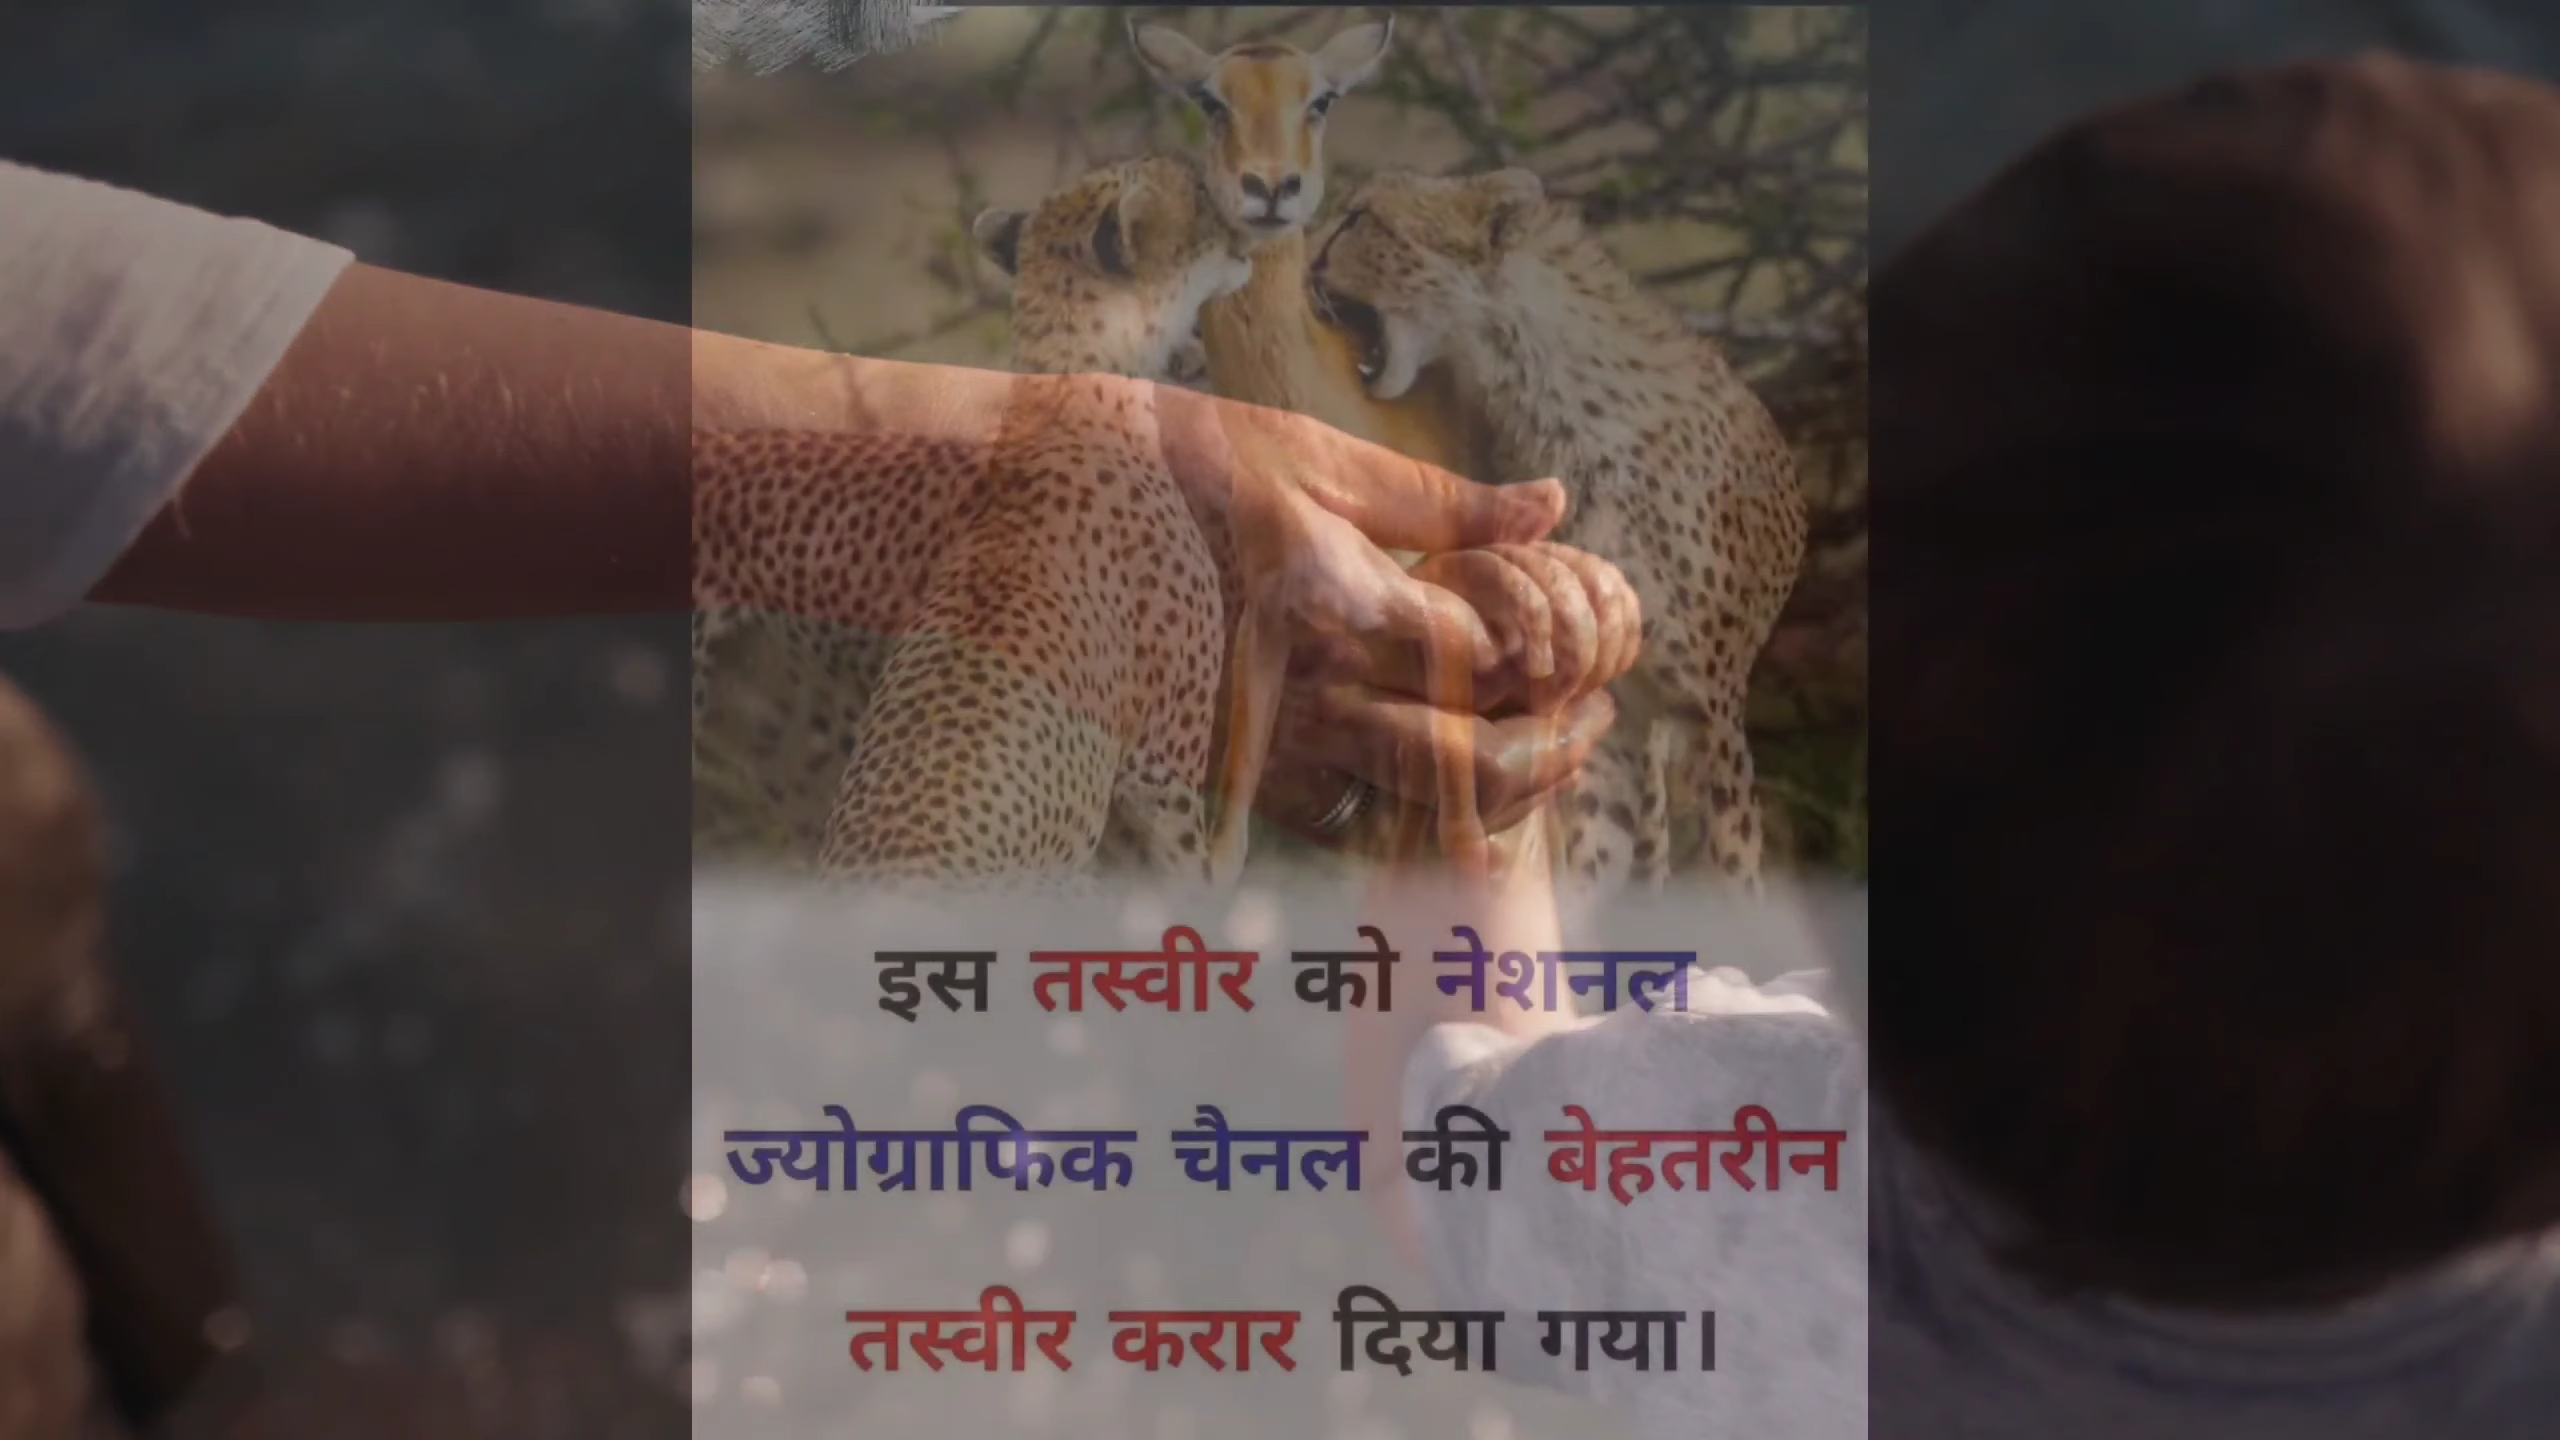 इस तस्वीर को नेशनल
ज्योग्राफिक चैनल की बेहतरीन
तस्वीर करार दिया गया।